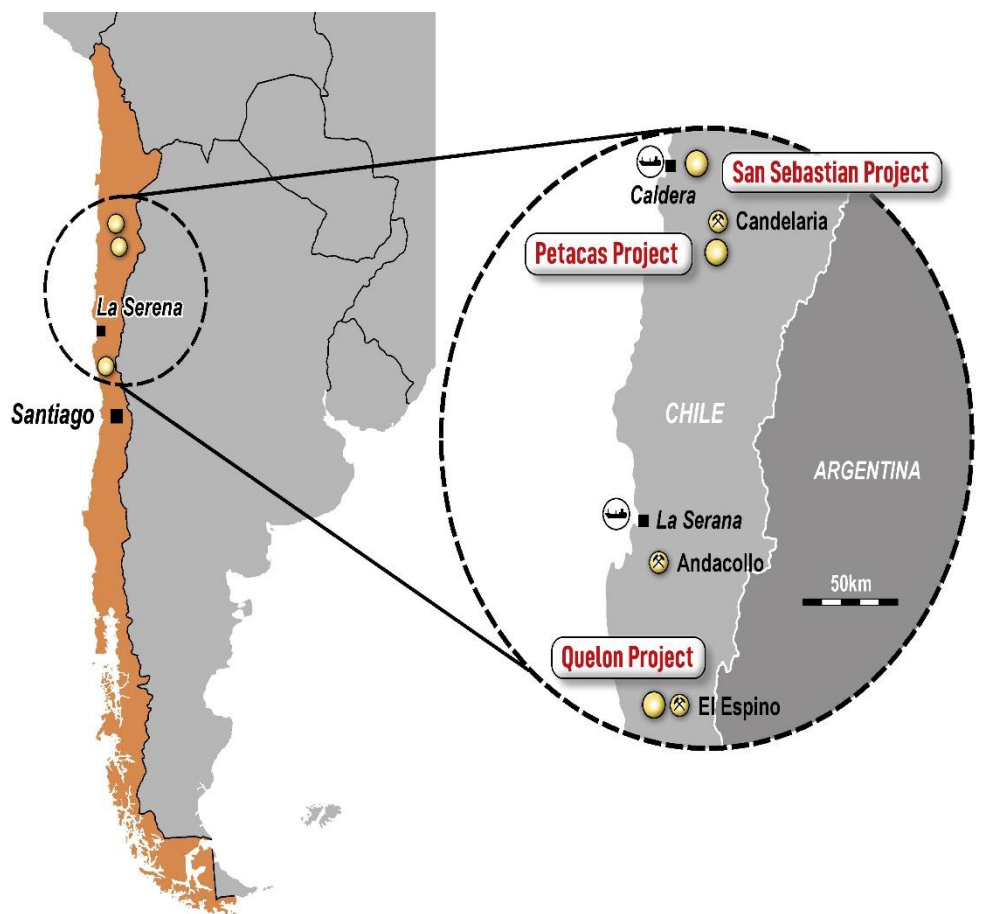 La Serena
Santiago
San Sebastian Project
Caldera
Candelaria
Petacas Project
CHILE
ARGENTINA
La Serana
Andacollo
50km
Quelon Project
El Espino